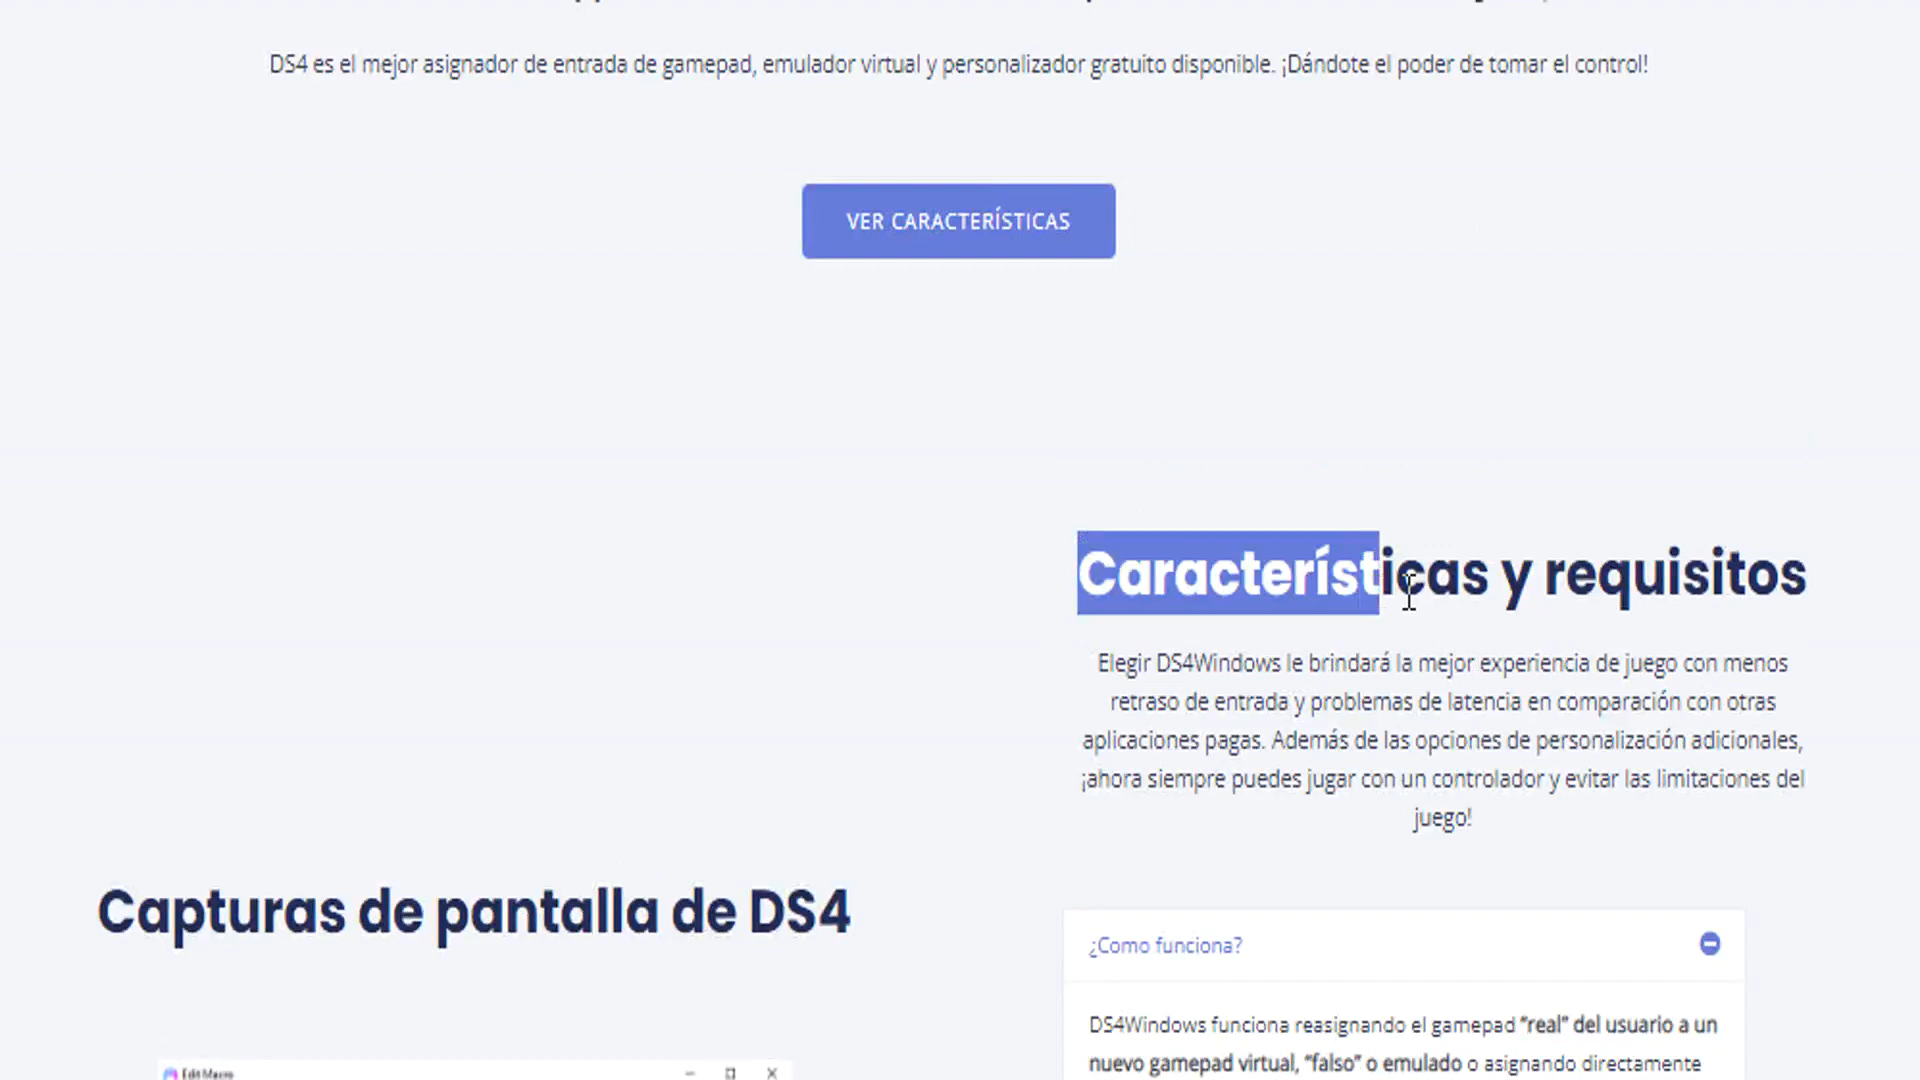 DS4 es el mejor asignador de entrada de gamepad, emulador virtual y personalizador gratuito disponible. ¡Dándote el poder de tomar el control!
VER CARACTERÍSTICAS
Características y requisitos
Elegir DS4Windows le brindará la mejor experiencia de juego con menos
retraso de entrada y problemas de latencia en comparación con otras
aplicaciones pagas. Además de las opciones de personalización adicionales,
¡ahora siempre puedes jugar con un controlador y evitar las limitaciones del
juego!
Capturas de pantalla de DS4
¿Como funciona?
DS4Windows funciona reasignando el gamepad “real” del usuario a un
nuevo gamepad virtual, “falso” o emulado o asignando directamente
Edit Macro